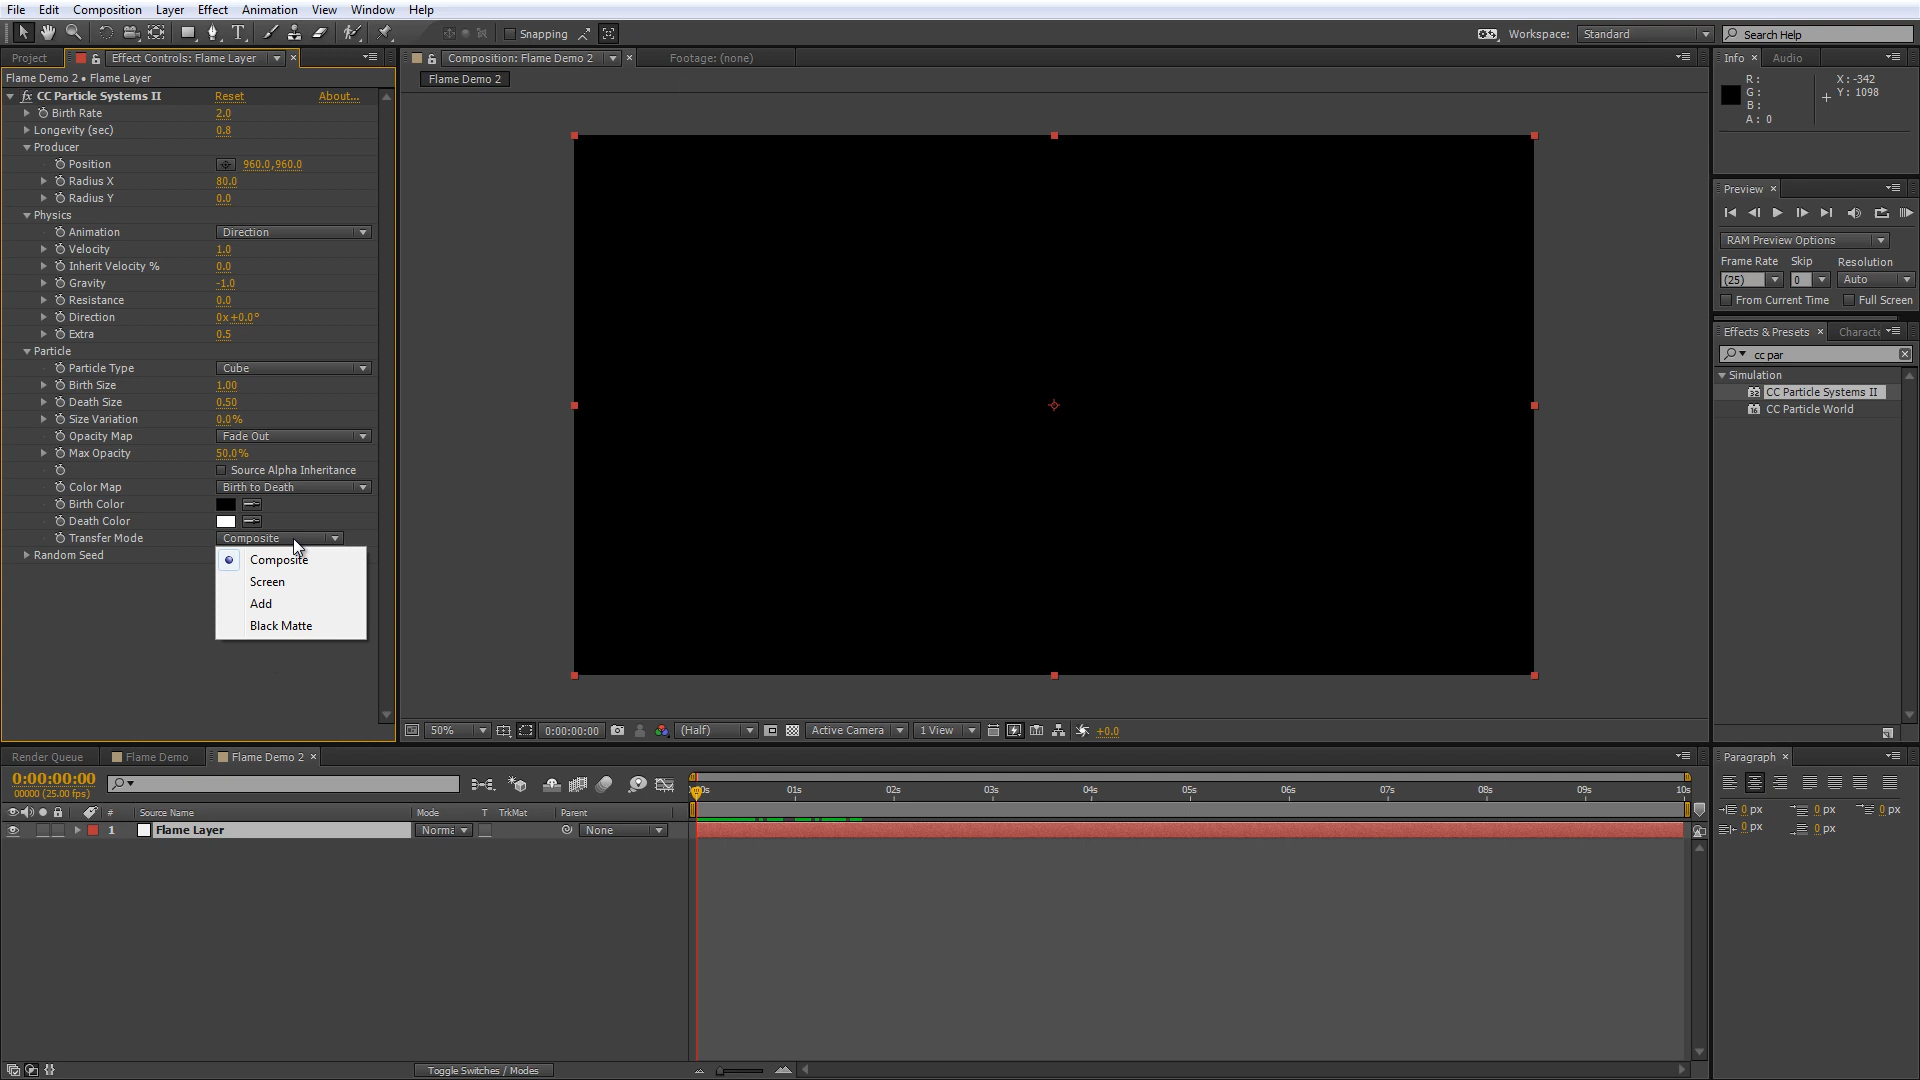 File Edit Composition Layer Effect Animation View Window Help
Snapping
Workspace: Standard
Search Help
Project
Effect Controls: Flame Layer
Composition: Flame Demo 2
Footage: (none)
Info
Audio
Flame Demo 2 • Flame Layer
Flame Demo 2
R :
G :
B :
A : 0
X : -342
Y : 1098
fx CC Particle Systems II Reset About...
Birth Rate 2.0
Longevity (sec) 0.8
Producer
Position 960.0,960.0
Radius X 80.0
Radius Y 0.0
Physics
Animation Direction
Velocity 1.0
Inherit Velocity % 0.0
Gravity -1.0
Resistance 0.0
Direction 0x+0.0°
Extra 0.5
Particle
Particle Type Cube
Birth Size 1.00
Death Size 0.50
Size Variation 0.0%
Opacity Map Fade Out
Max Opacity 50.0%
Source Alpha Inheritance
Color Map Birth to Death
Birth Color
Death Color
Transfer Mode Composite
Random Seed
Composite
Screen
Add
Black Matte
Preview
RAM Preview Options
Frame Rate Skip Resolution
(25) 0 Auto
From Current Time Full Screen
Effects & Presets
Characte
cc par
Simulation
32 CC Particle Systems II
16 CC Particle World
50% 0:00:00:00 (Half) Active Camera 1 View +0.0
Render Queue
Flame Demo
Flame Demo 2
Paragraph
0:00:00:00
00000 (25.00 fps)
0s 01s 02s 03s 04s 05s 06s 07s 08s 09s 10s
# Source Name Mode T TrkMat Parent
1 Flame Layer Norma None
0 px 0 px 0 px
0 px 0 px
Toggle Switches / Modes